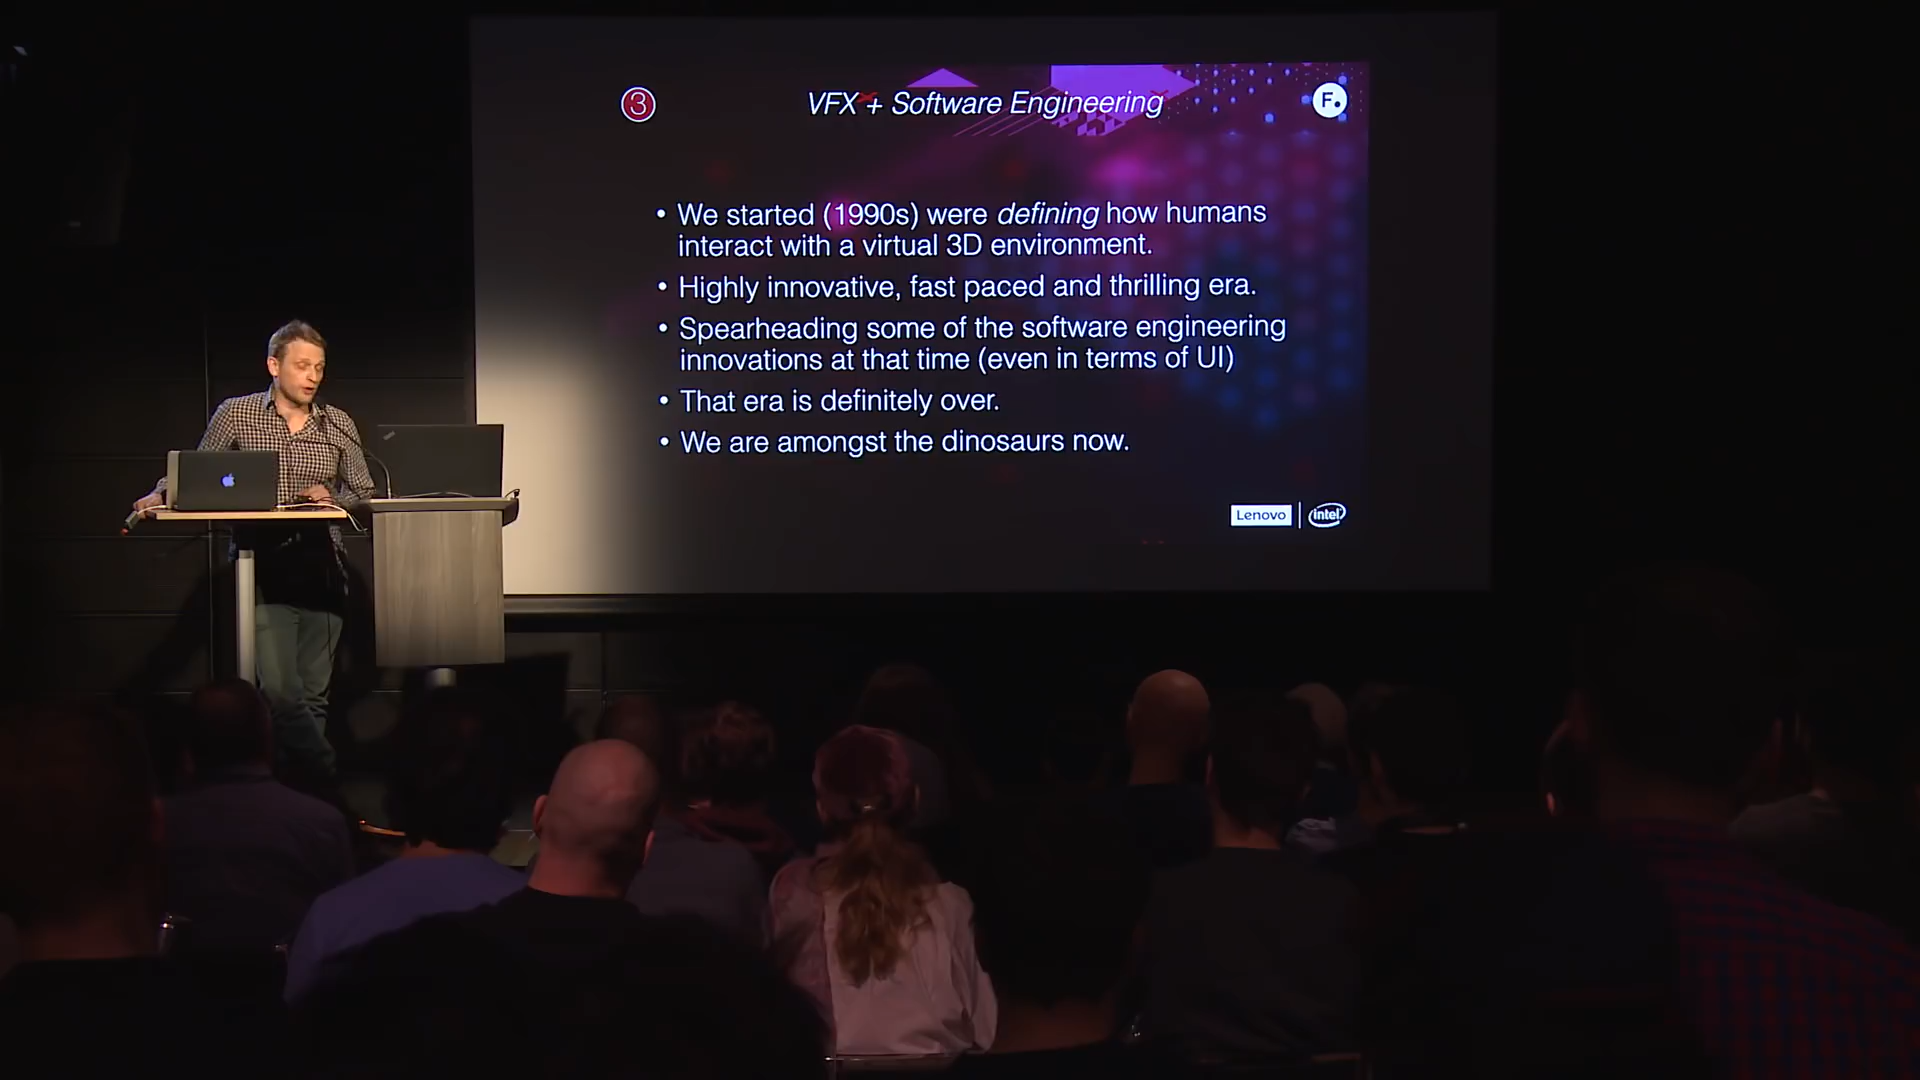 ③
VFX + Software Engineering
F.
• We started (1990s) were defining how humans
interact with a virtual 3D environment.
• Highly innovative, fast paced and thrilling era.
• Spearheading some of the software engineering
innovations at that time (even in terms of UI)
• That era is definitely over.
• We are amongst the dinosaurs now.
Lenovo
intel